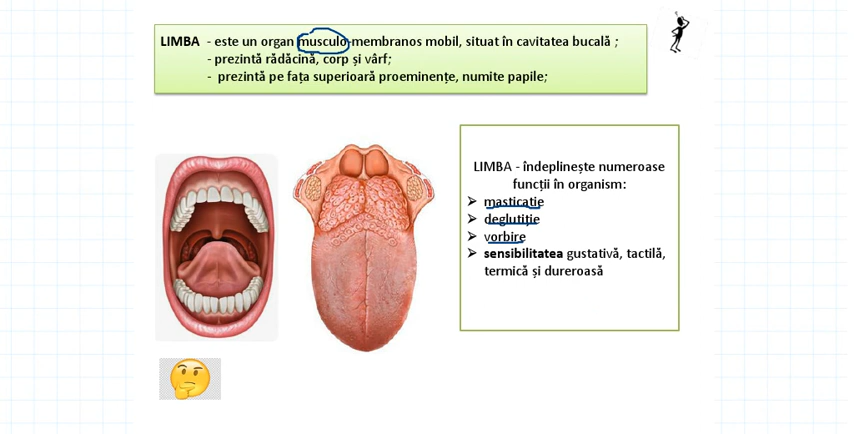 LIMBA - este un organ musculo-membranos mobil, situat în cavitatea bucală ;
- prezintă rădăcină, corp și vârf;
- prezintă pe fața superioară proeminențe, numite papile;
LIMBA - îndeplinește numeroase
funcții în organism:
➢ masticație
➢ deglutiție
➢ vorbire
➢ sensibilitatea gustativă, tactilă,
termică și dureroasă